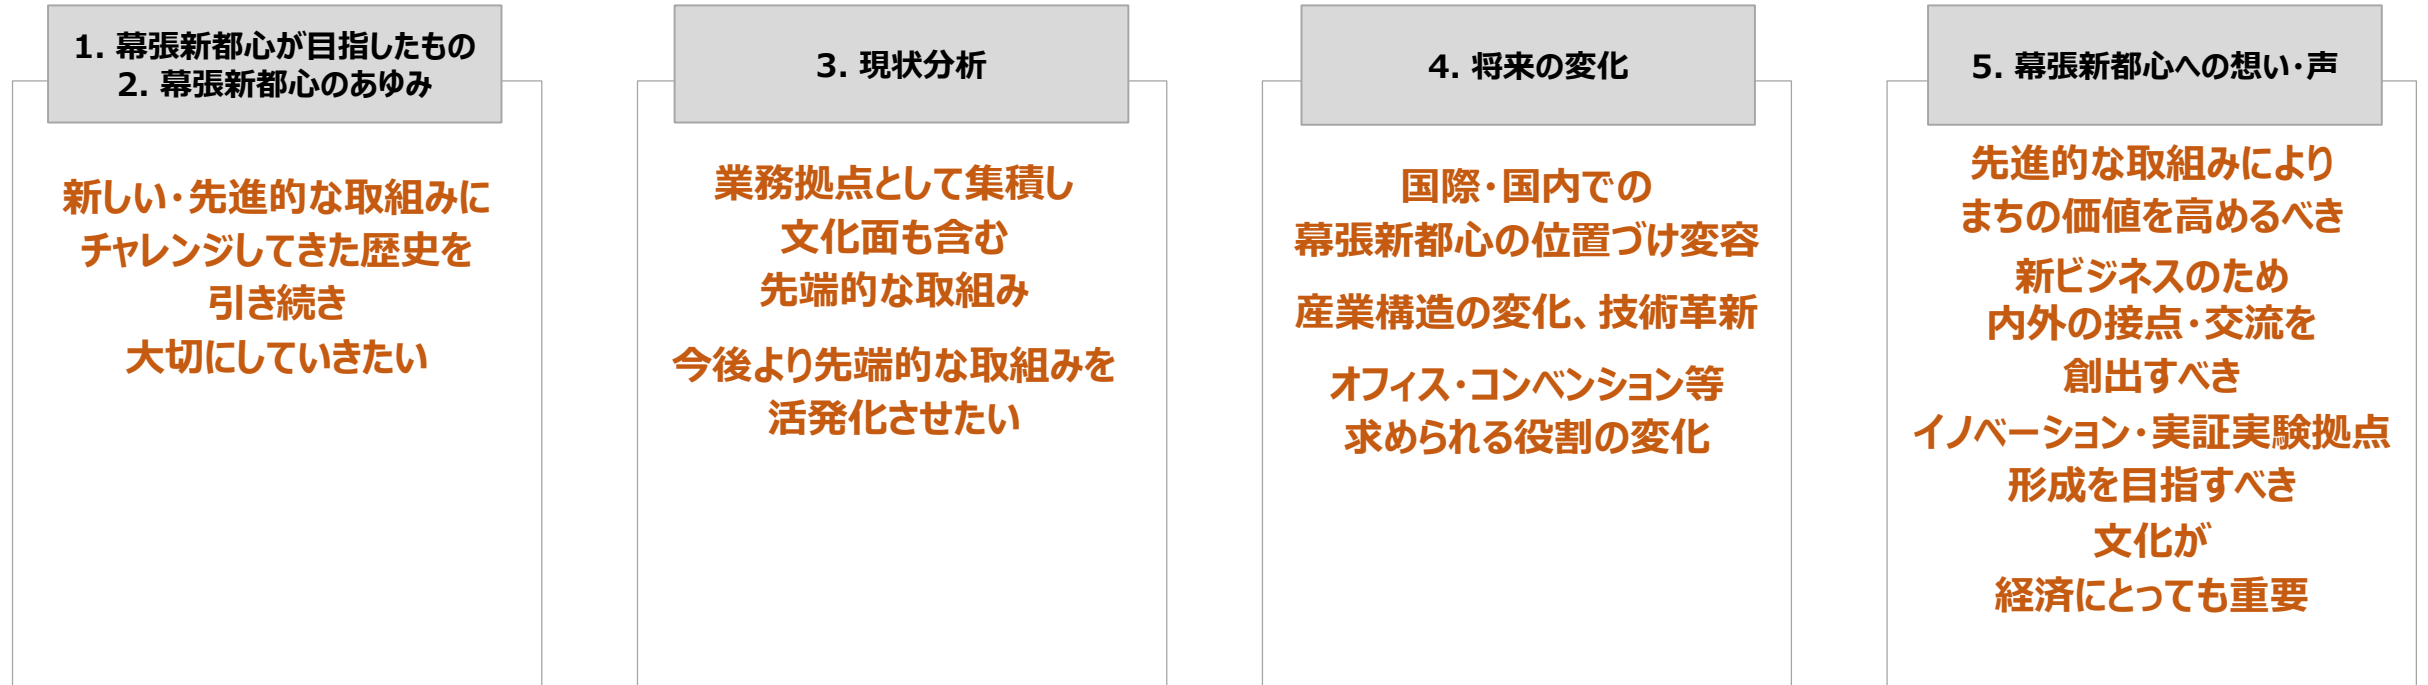 1. 幕張新都心が目指したもの
2. 幕張新都心のあゆみ
新しい・先進的な取組みに
チャレンジしてきた歴史を
引き続き
大切にしていきたい
3. 現状分析
業務拠点として集積し
文化面も含む
先端的な取組み
今後より先端的な取組みを
活発化させたい
4. 将来の変化
国際・国内での
幕張新都心の位置づけ変容
産業構造の変化、技術革新
オフィス・コンベンション等
求められる役割の変化
5. 幕張新都心への想い・声
先進的な取組みにより
まちの価値を高めるべき
新ビジネスのため
内外の接点・交流を
創出すべき
イノベーション・実証実験拠点
形成を目指すべき
文化が
経済にとっても重要